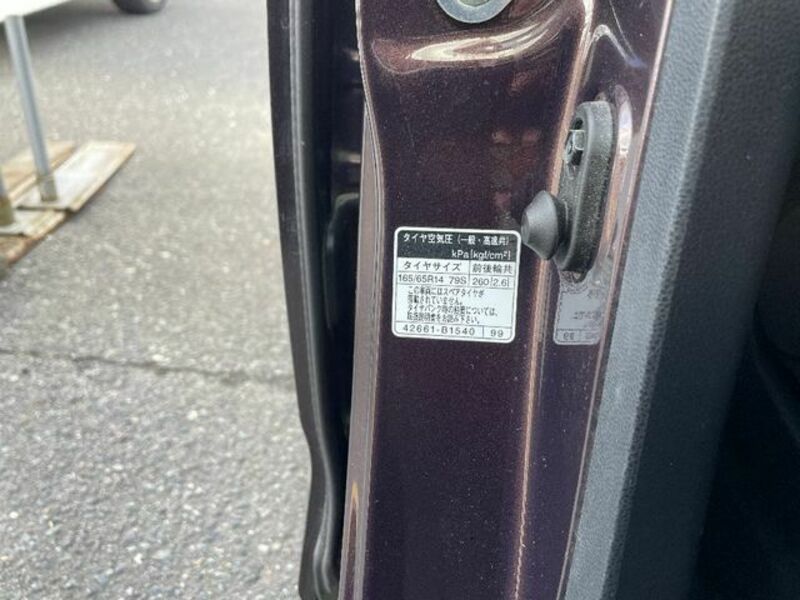 タイヤ空気圧（一般・高速共）
kPa[kgf/cm²]
タイヤサイズ 前後輪共
165/65R14 79S 260[2.6]
この車両にはスペアタイヤが
搭載されていません。
タイヤパンク時の処置については、
取扱説明書をお読み下さい。
42661-B1540 99